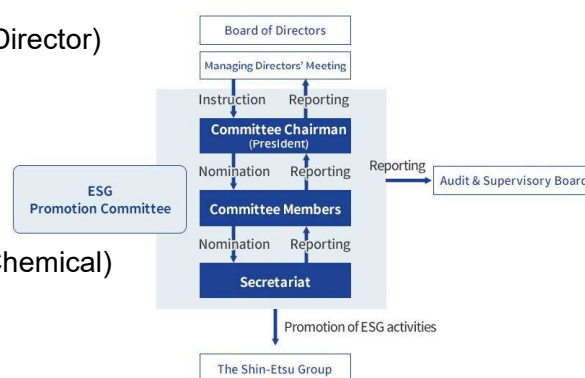 Director)
Board of Directors
Managing Directors' Meeting
Instruction Reporting
Committee Chairman
(President)
Nomination Reporting
Reporting
Audit & Supervisory Board
ESG
Promotion Committee
Committee Members
Nomination Reporting
Chemical)
Secretariat
Promotion of ESG activities
The Shin-Etsu Group